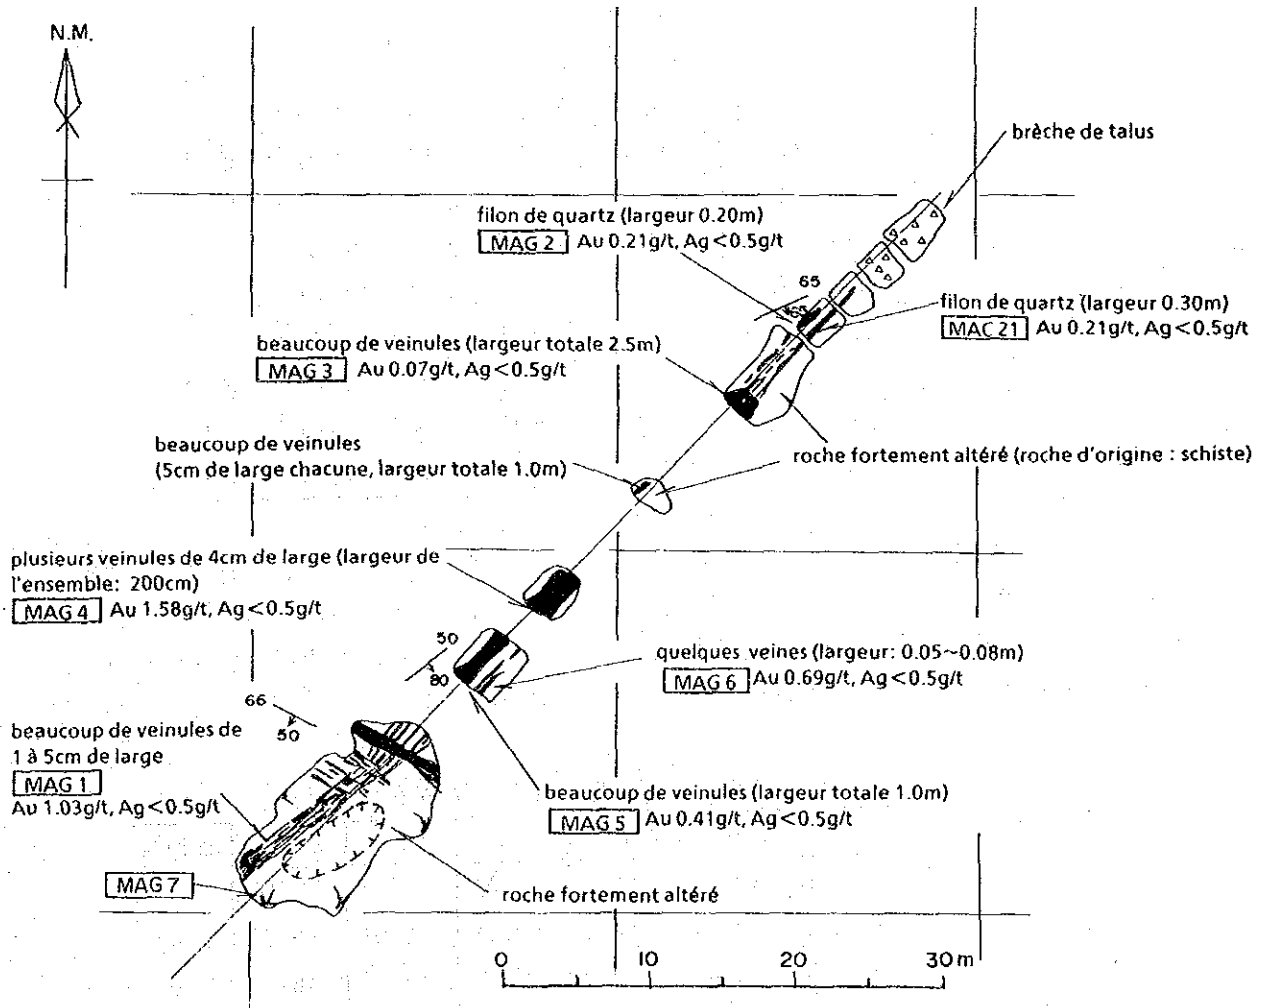 N.M.
brèche de talus
filon de quartz (largeur 0.20m)
MAG 2 Au 0.21g/t, Ag<0.5g/t
65
65
filon de quartz (largeur 0.30m)
MAC 21 Au 0.21g/t, Ag<0.5g/t
beaucoup de veinules (largeur totale 2.5m)
MAG 3 Au 0.07g/t, Ag<0.5g/t
beaucoup de veinules
(5cm de large chacune, largeur totale 1.0m)
roche fortement altéré (roche d'origine : schiste)
plusieurs veinules de 4cm de large (largeur de
l'ensemble: 200cm)
MAG 4 Au 1.58g/t, Ag<0.5g/t
50
80
quelques veines (largeur: 0.05~0.08m)
MAG 6 Au 0.69g/t, Ag<0.5g/t
66
50
beaucoup de veinules de
1 à 5cm de large
MAG 1
Au 1.03g/t, Ag<0.5g/t
beaucoup de veinules (largeur totale 1.0m)
MAG 5 Au 0.41g/t, Ag<0.5g/t
MAG 7
roche fortement altéré
0 10 20 30 m